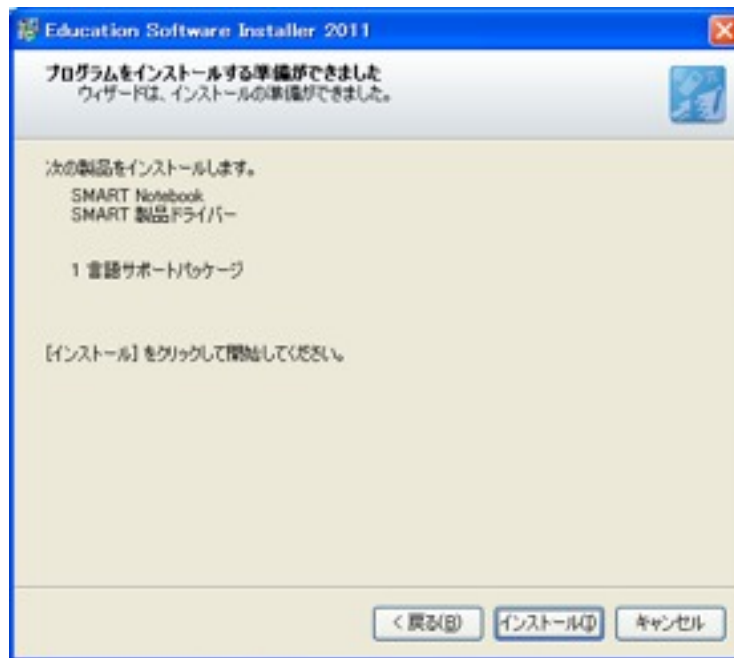 Education Software Installer 2011
プログラムをインストールする準備ができました
ウィザードは、インストールの準備ができました。
次の製品をインストールします。
SMART Notebook
SMART 製品ドライバー
1 言語サポートパッケージ
[インストール] をクリックして開始してください。
< 戻る(B) インストール(I) キャンセル